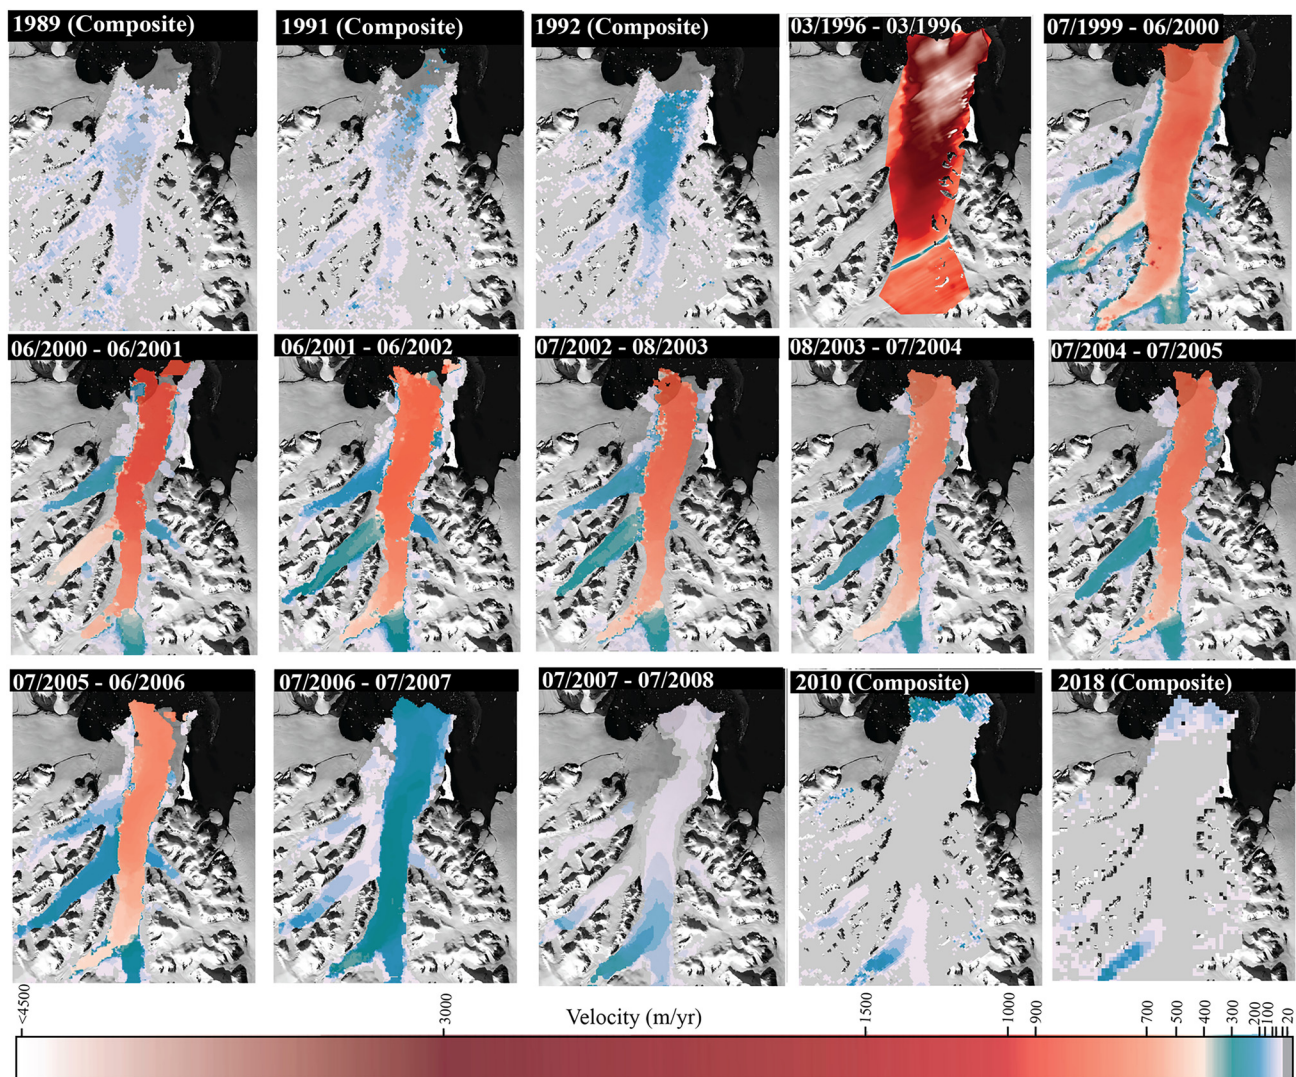 1989 (Composite)
1991 (Composite)
1992 (Composite)
03/1996 - 03/1996
07/1999 - 06/2000
06/2000 - 06/2001
06/2001 - 06/2002
07/2002 - 08/2003
08/2003 - 07/2004
07/2004 - 07/2005
07/2005 - 06/2006
07/2006 - 07/2007
07/2007 - 07/2008
2010 (Composite)
2018 (Composite)
Velocity (m/yr)
<4500
3000
1500
1000
900
700
500
400
300
200
100
20